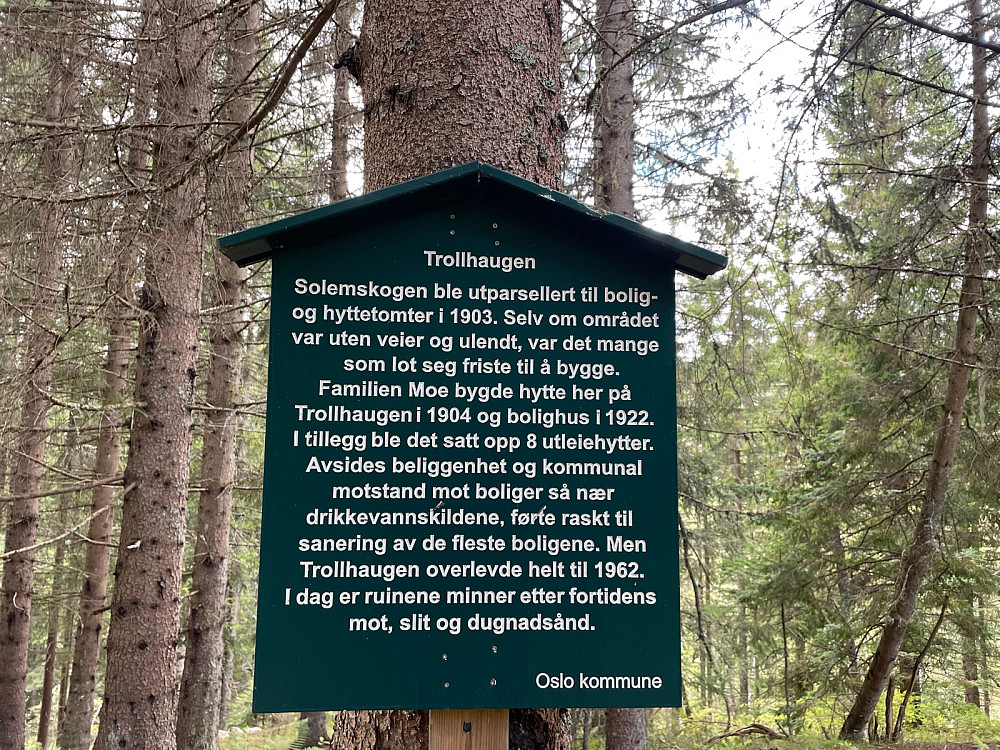 Trollhaugen
Solemskogen ble utparsellert til bolig-
og hyttetomter i 1903. Selv om området
var uten veier og ulendt, var det mange
som lot seg friste til å bygge.
Familien Moe bygde hytte her på
Trollhaugen i 1904 og bolighus i 1922.
I tillegg ble det satt opp 8 utleiehytter.
Avsides beliggenhet og kommunal
motstand mot boliger så nær
drikkevannskildene, førte raskt til
sanering av de fleste boligene. Men
Trollhaugen overlevde helt til 1962.
I dag er ruinene minner etter fortidens
mot, slit og dugnadsånd.
Oslo kommune